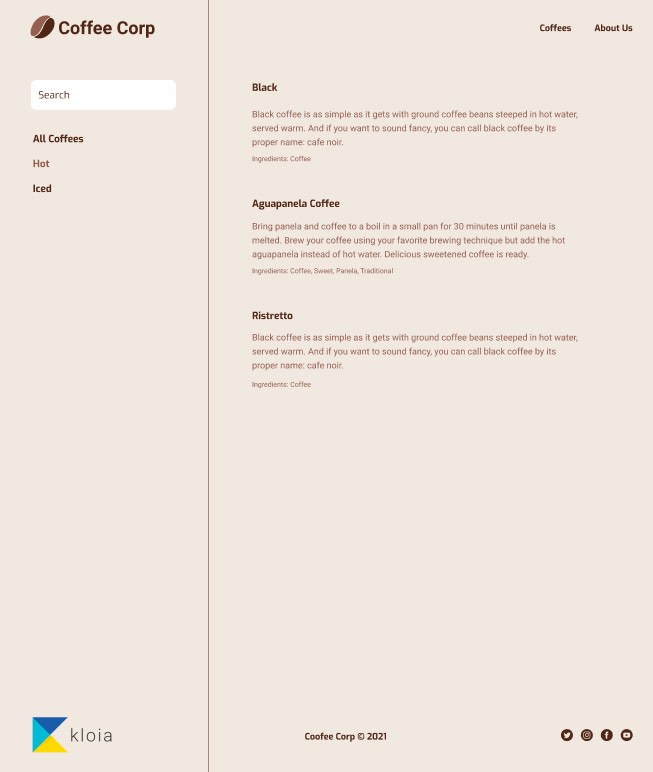 Coffee Corp
Coffees
About Us
Search
All Coffees
Hot
Iced
Black
Black coffee is as simple as it gets with ground coffee beans steeped in hot water,
served warm. And if you want to sound fancy, you can call black coffee by its
proper name: cafe noir.
Ingredients: Coffee
Aguapanela Coffee
Bring panela and coffee to a boil in a small pan for 30 minutes until panela is
melted. Brew your coffee using your favorite brewing technique but add the hot
aguapanela instead of hot water. Delicious sweetened coffee is ready.
Ingredients: Coffee, Sweet, Panela, Traditional
Ristretto
Black coffee is as simple as it gets with ground coffee beans steeped in hot water,
served warm. And if you want to sound fancy, you can call black coffee by its
proper name: cafe noir.
Ingredients: Coffee
kloia
Coofee Corp © 2021